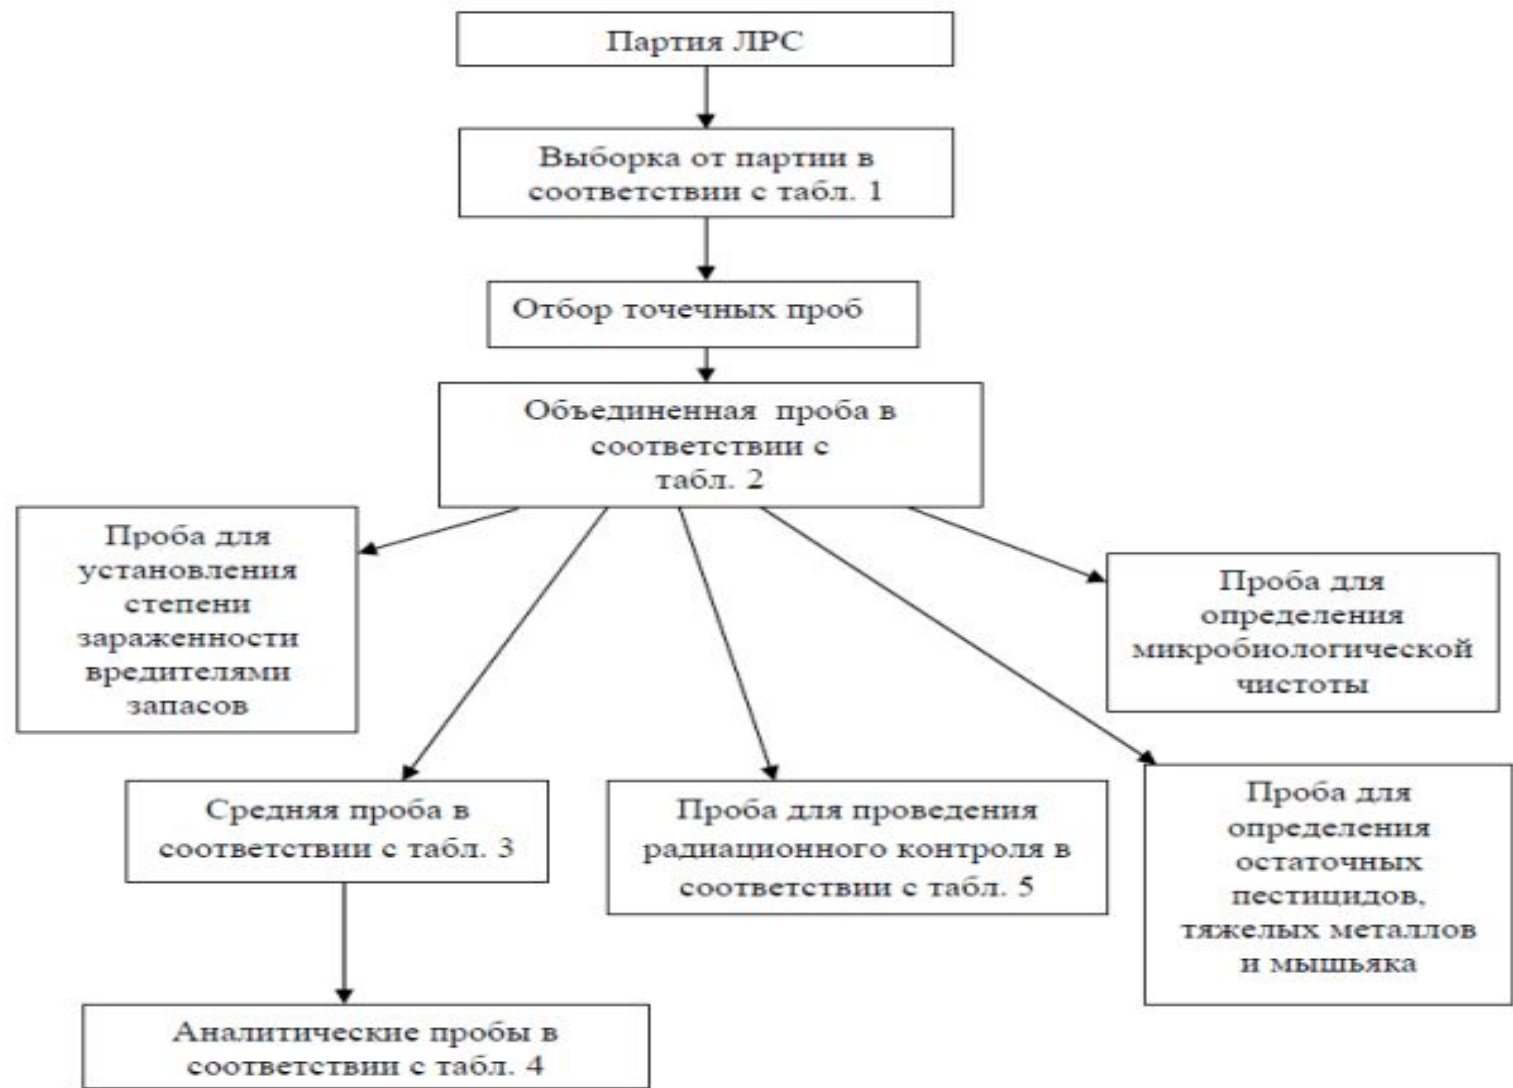 Партия ЛРС
Выборка от партии в
соответствии с табл. 1
Отбор точечных проб
Объединенная проба в
соответствии с
табл. 2
Проба для
установления
степени
зараженности
вредителями
запасов
Проба для
определения
микробиологической
чистоты
Средняя проба в
соответствии с табл. 3
Проба для проведения
радиационного контроля в
соответствии с табл. 5
Проба для
определения
остаточных
пестицидов,
тяжелых металлов
и мышьяка
Аналитические пробы в
соответствии с табл. 4